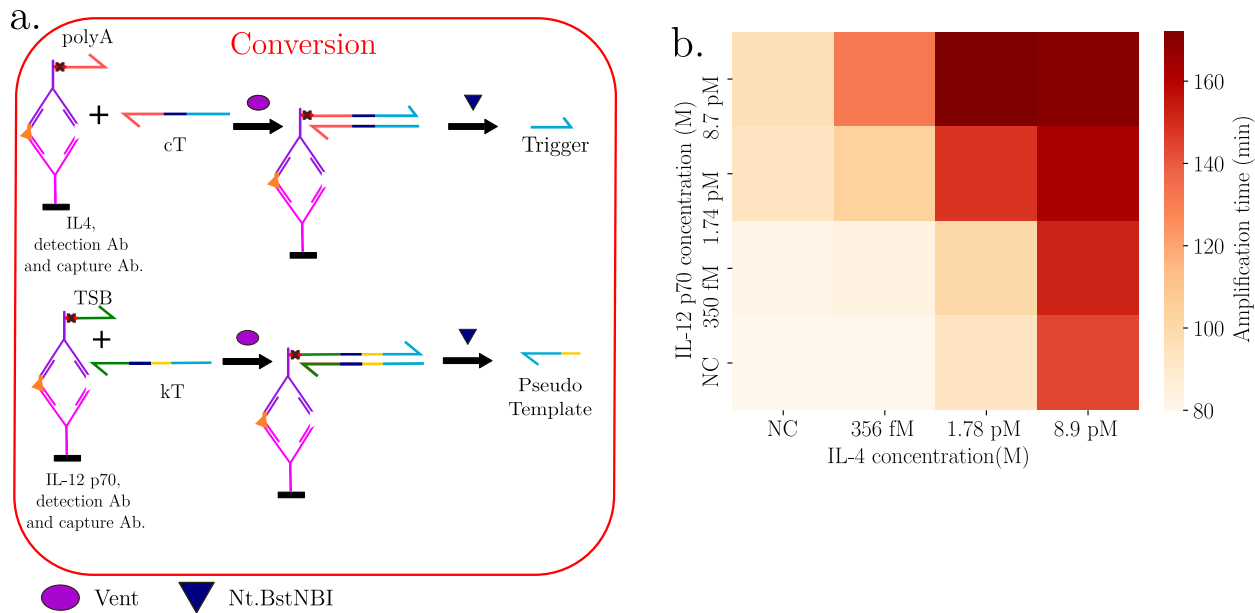 a.
Conversion
polyA
+
cT
Trigger
IL4,
detection Ab
and capture Ab.
TSB
+
kT
Pseudo
Template
IL-12 p70,
detection Ab
and capture Ab.
Vent
Nt.BstNBI
b.
IL-12 p70 concentration (M)
8.7 pM
1.74 pM
350 fM
NC
NC
356 fM
1.78 pM
8.9 pM
IL-4 concentration(M)
160
140
120
100
80
Amplification time (min)